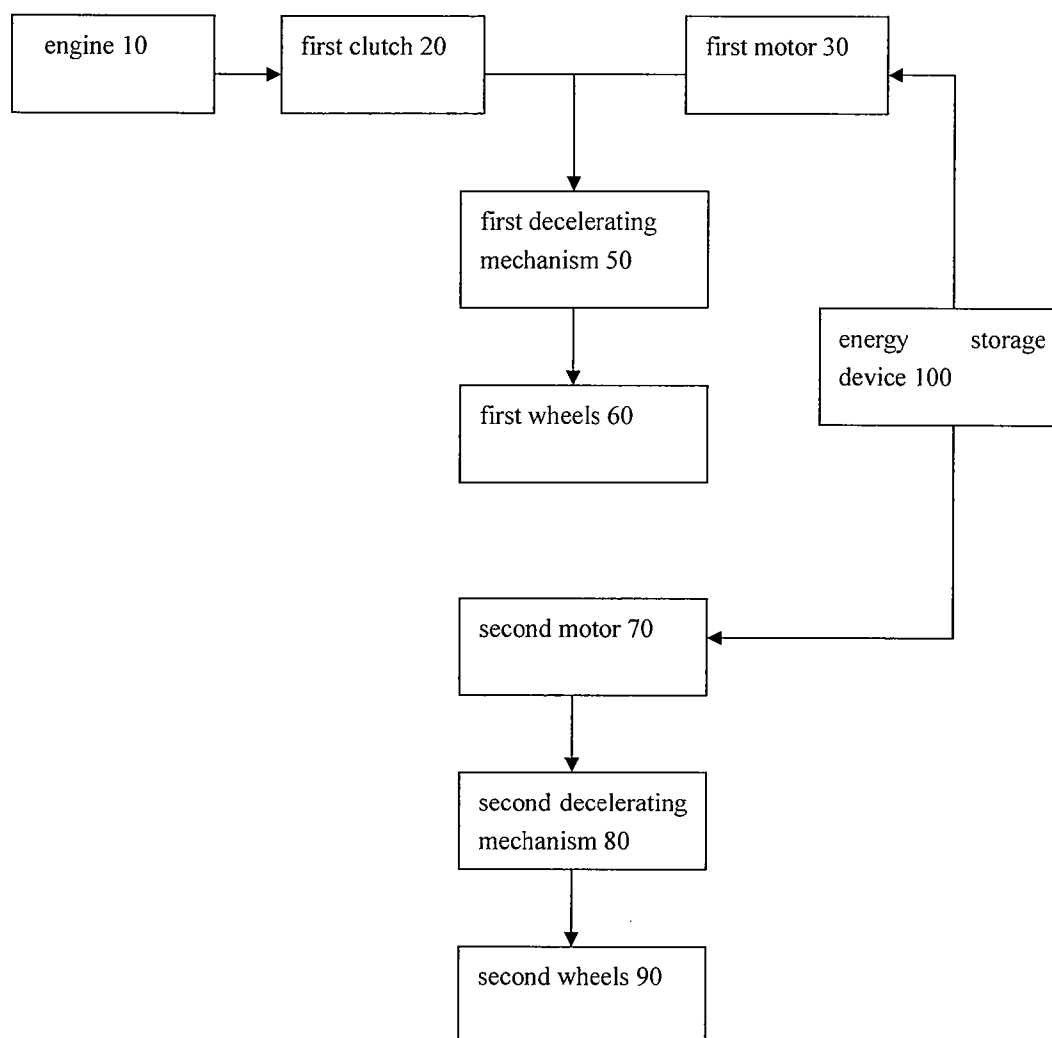 engine 10
first clutch 20
first motor 30
first decelerating
mechanism 50
energy storage
device 100
first wheels 60
second motor 70
second decelerating
mechanism 80
second wheels 90